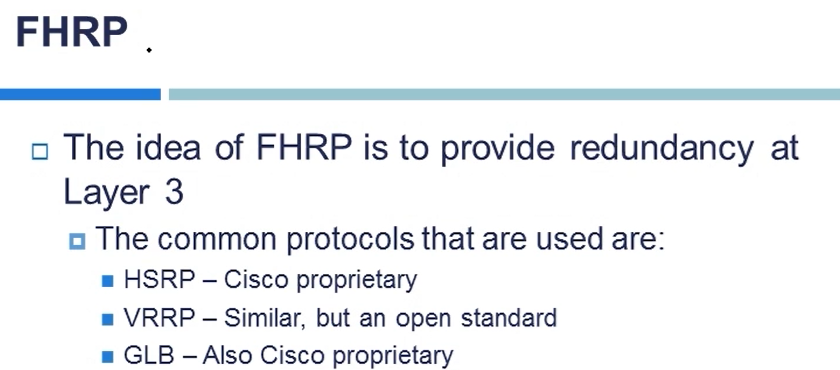 FHRP
The idea of FHRP is to provide redundancy at
Layer 3
The common protocols that are used are:
HSRP – Cisco proprietary
VRRP – Similar, but an open standard
GLB – Also Cisco proprietary